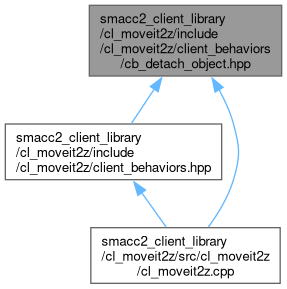 smacc2_client_library
/cl_moveit2z/include
/cl_moveit2z/client_behaviors
/cb_detach_object.hpp
smacc2_client_library
/cl_moveit2z/include
/cl_moveit2z/client_behaviors.hpp
smacc2_client_library
/cl_moveit2z/src/cl_moveit2z
/cl_moveit2z.cpp